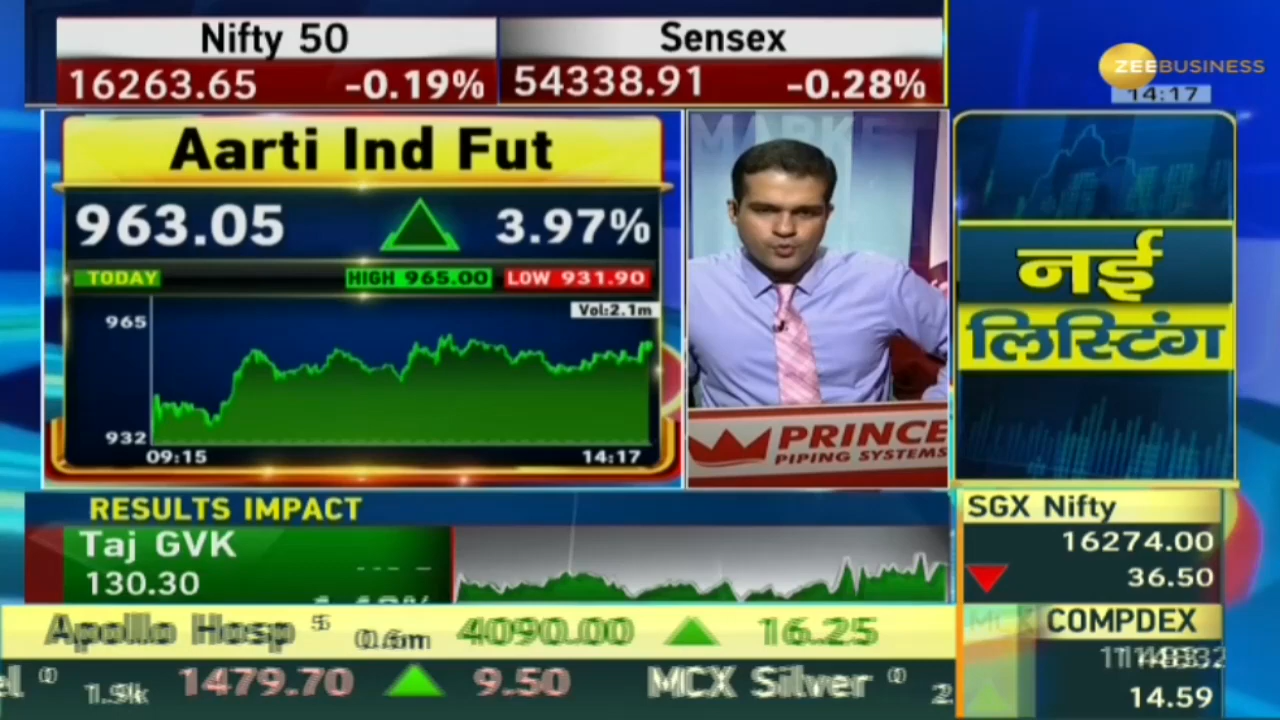 Nifty 50
16263.65 -0.19%
Sensex
54338.91 -0.28%
ZEEBUSINESS
14:17
Aarti Ind Fut
963.05 3.97%
TODAY HIGH 965.00 LOW 931.90
Vol:2.1m
965
932
09:15 14:17
MARKET
PRINCE
PIPING SYSTEMS
नई
लिस्टिंग
RESULTS IMPACT
Taj GVK
130.30
SGX Nifty
16274.00
36.50
MCX COMPDEX
14.59
Apollo Hosp 0.6m 4090.00 16.25
1479.70 9.50 MCX Silver